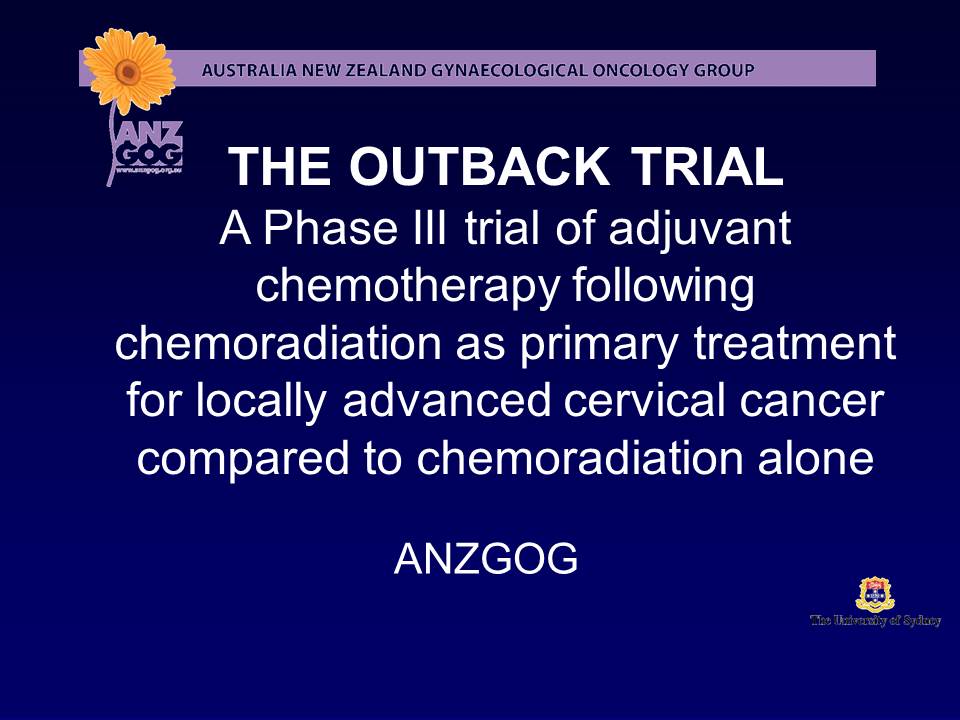 AUSTRALIA NEW ZEALAND GYNAECOLOGICAL ONCOLOGY GROUP
ANZ
GOG
www.anzgog.org.au
THE OUTBACK TRIAL
A Phase III trial of adjuvant
chemotherapy following
chemoradiation as primary treatment
for locally advanced cervical cancer
compared to chemoradiation alone
ANZGOG
The University of Sydney